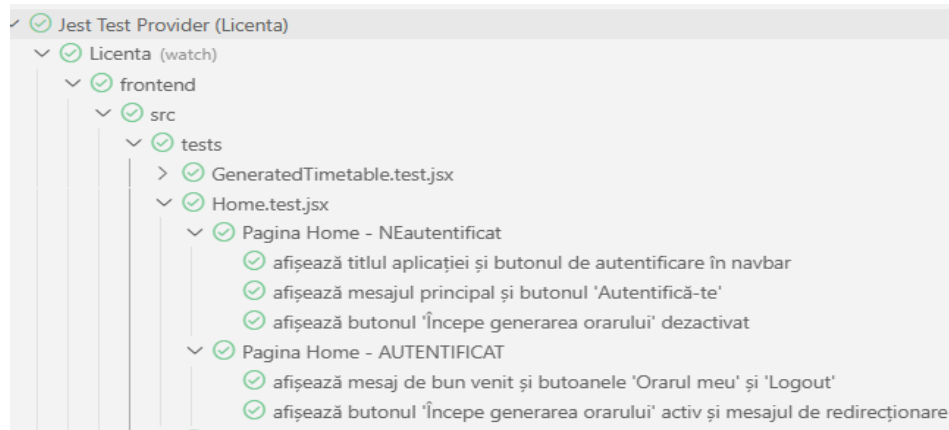 Jest Test Provider (Licenta)
Licenta (watch)
frontend
src
tests
GeneratedTimetable.test.jsx
Home.test.jsx
Pagina Home - NEautentificat
afișează titlul aplicației și butonul de autentificare în navbar
afișează mesajul principal și butonul 'Autentifică-te'
afișează butonul 'Începe generarea orarului' dezactivat
Pagina Home - AUTENTIFICAT
afișează mesaj de bun venit și butoanele 'Orarul meu' și 'Logout'
afișează butonul 'Începe generarea orarului' activ și mesajul de redirecționare